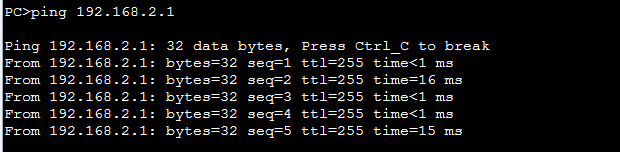 PC>ping 192.168.2.1
Ping 192.168.2.1: 32 data bytes, Press Ctrl_C to break
From 192.168.2.1: bytes=32 seq=1 ttl=255 time<1 ms
From 192.168.2.1: bytes=32 seq=2 ttl=255 time=16 ms
From 192.168.2.1: bytes=32 seq=3 ttl=255 time<1 ms
From 192.168.2.1: bytes=32 seq=4 ttl=255 time<1 ms
From 192.168.2.1: bytes=32 seq=5 ttl=255 time=15 ms